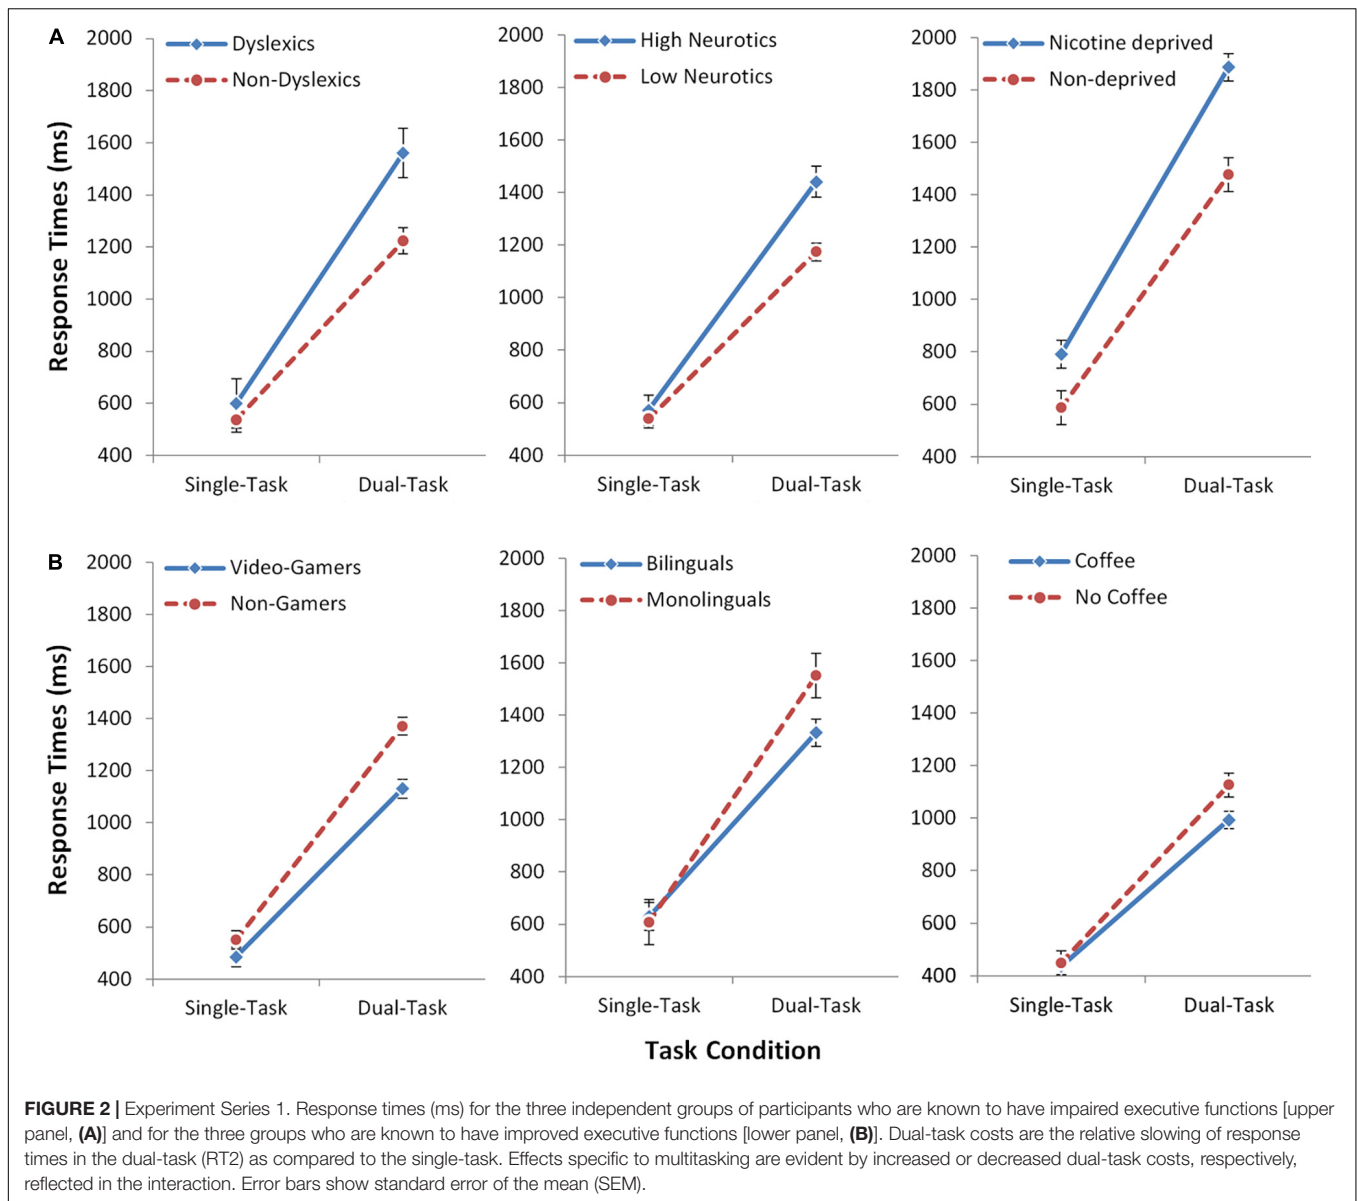 A
Response Times (ms)
2000
1800
1600
1400
1200
1000
800
600
400
Dyslexics
Non-Dyslexics
Single-Task
Dual-Task
2000
1800
1600
1400
1200
1000
800
600
400
High Neurotics
Low Neurotics
Single-Task
Dual-Task
2000
1800
1600
1400
1200
1000
800
600
400
Nicotine deprived
Non-deprived
Single-Task
Dual-Task
B
Response Times (ms)
2000
1800
1600
1400
1200
1000
800
600
400
Video-Gamers
Non-Gamers
Single-Task
Dual-Task
2000
1800
1600
1400
1200
1000
800
600
400
Bilinguals
Monolinguals
Single-Task
Dual-Task
2000
1800
1600
1400
1200
1000
800
600
400
Coffee
No Coffee
Single-Task
Dual-Task
Task Condition
FIGURE 2 | Experiment Series 1. Response times (ms) for the three independent groups of participants who are known to have impaired executive functions [upper
panel, (A)] and for the three groups who are known to have improved executive functions [lower panel, (B)]. Dual-task costs are the relative slowing of response
times in the dual-task (RT2) as compared to the single-task. Effects specific to multitasking are evident by increased or decreased dual-task costs, respectively,
reflected in the interaction. Error bars show standard error of the mean (SEM).